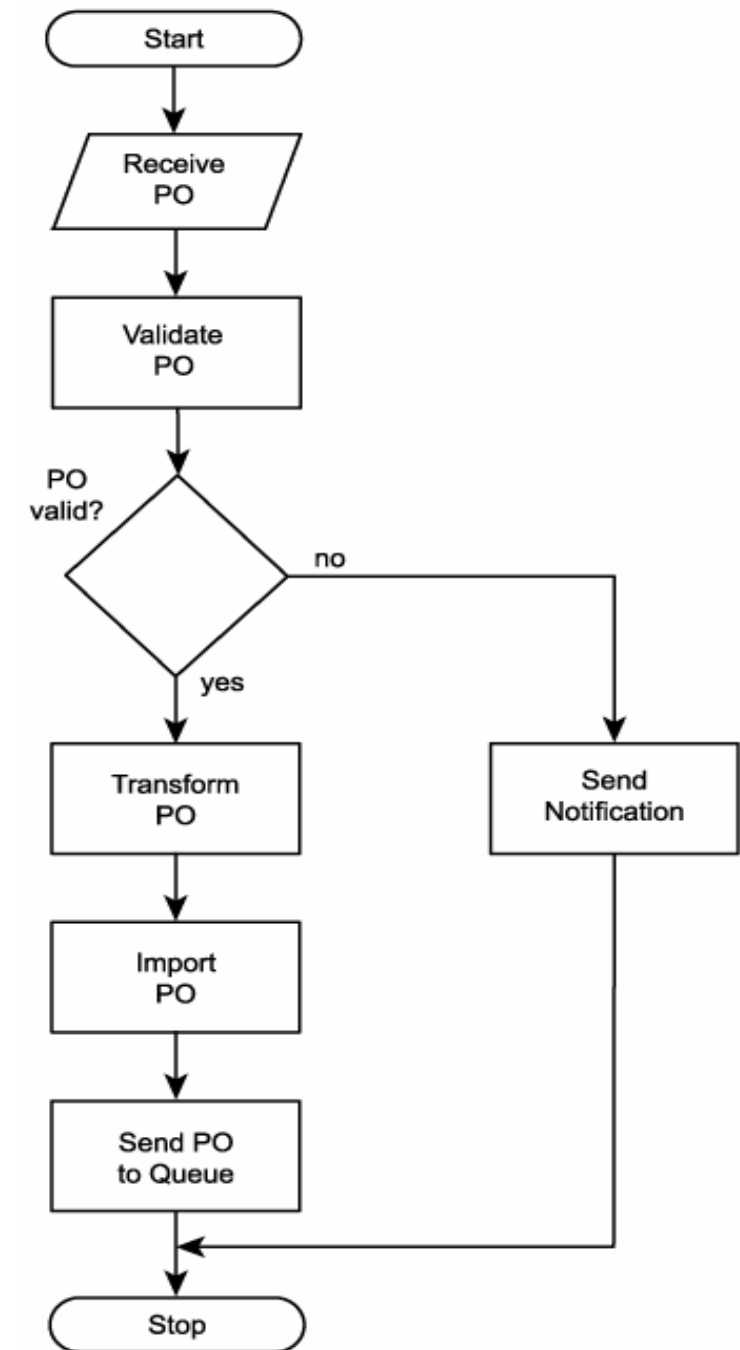 Start
Receive
PO
Validate
PO
PO
valid?
no
yes
Transform
PO
Send
Notification
Import
PO
Send PO
to Queue
Stop